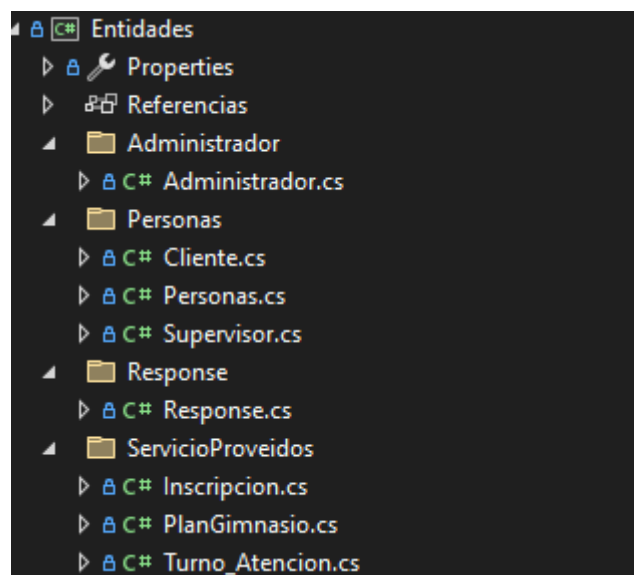 C# Entidades
Properties
Referencias
Administrador
C# Administrador.cs
Personas
C# Cliente.cs
C# Personas.cs
C# Supervisor.cs
Response
C# Response.cs
ServicioProveidos
C# Inscripcion.cs
C# PlanGimnasio.cs
C# Turno_Atencion.cs